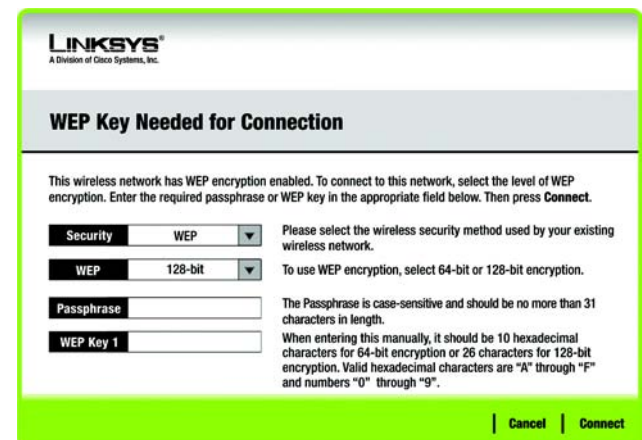 LINKSYS®
A Division of Cisco Systems, Inc.
WEP Key Needed for Connection
This wireless network has WEP encryption enabled. To connect to this network, select the level of WEP
encryption. Enter the required passphrase or WEP key in the appropriate field below. Then press Connect.
Security WEP
Please select the wireless security method used by your existing
wireless network.
WEP 128-bit
To use WEP encryption, select 64-bit or 128-bit encryption.
Passphrase
The Passphrase is case-sensitive and should be no more than 31
characters in length.
WEP Key 1
When entering this manually, it should be 10 hexadecimal
characters for 64-bit encryption or 26 characters for 128-bit
encryption. Valid hexadecimal characters are “A” through “F”
and numbers “0” through “9”.
Cancel Connect